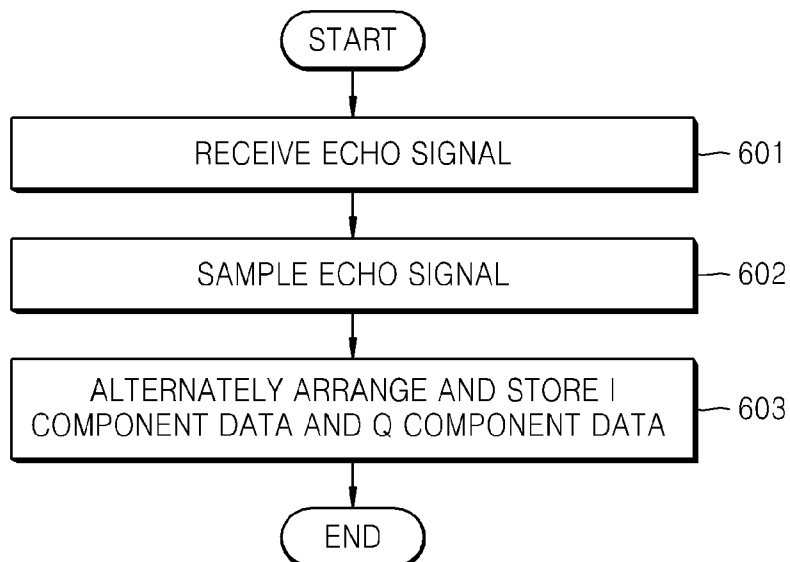 START
RECEIVE ECHO SIGNAL
601
SAMPLE ECHO SIGNAL
602
ALTERNATELY ARRANGE AND STORE I
COMPONENT DATA AND Q COMPONENT DATA
603
END